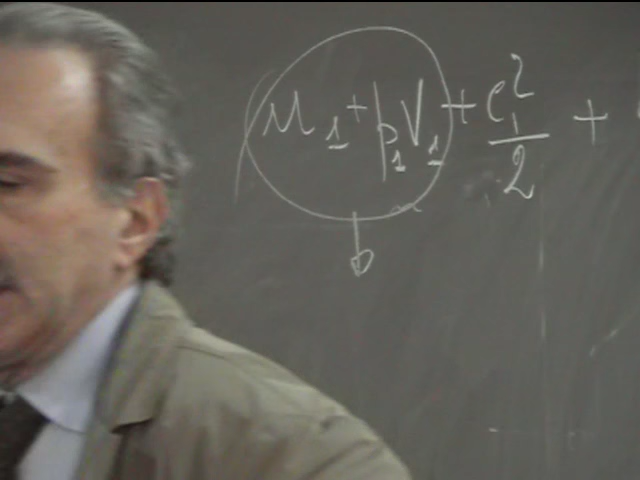 u₁ + p₁V₁ + c₁²/2 +